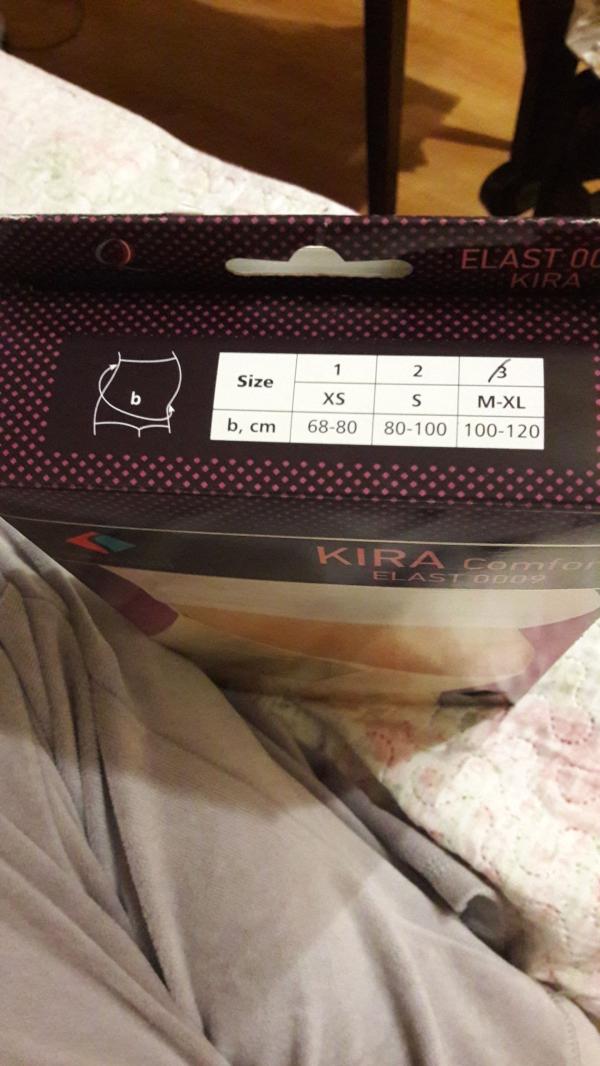 ELAST 00
KIRA
b
Size 1 2 3
XS S M-XL
b, cm 68-80 80-100 100-120
KIRA Comfor
ELAST 0009